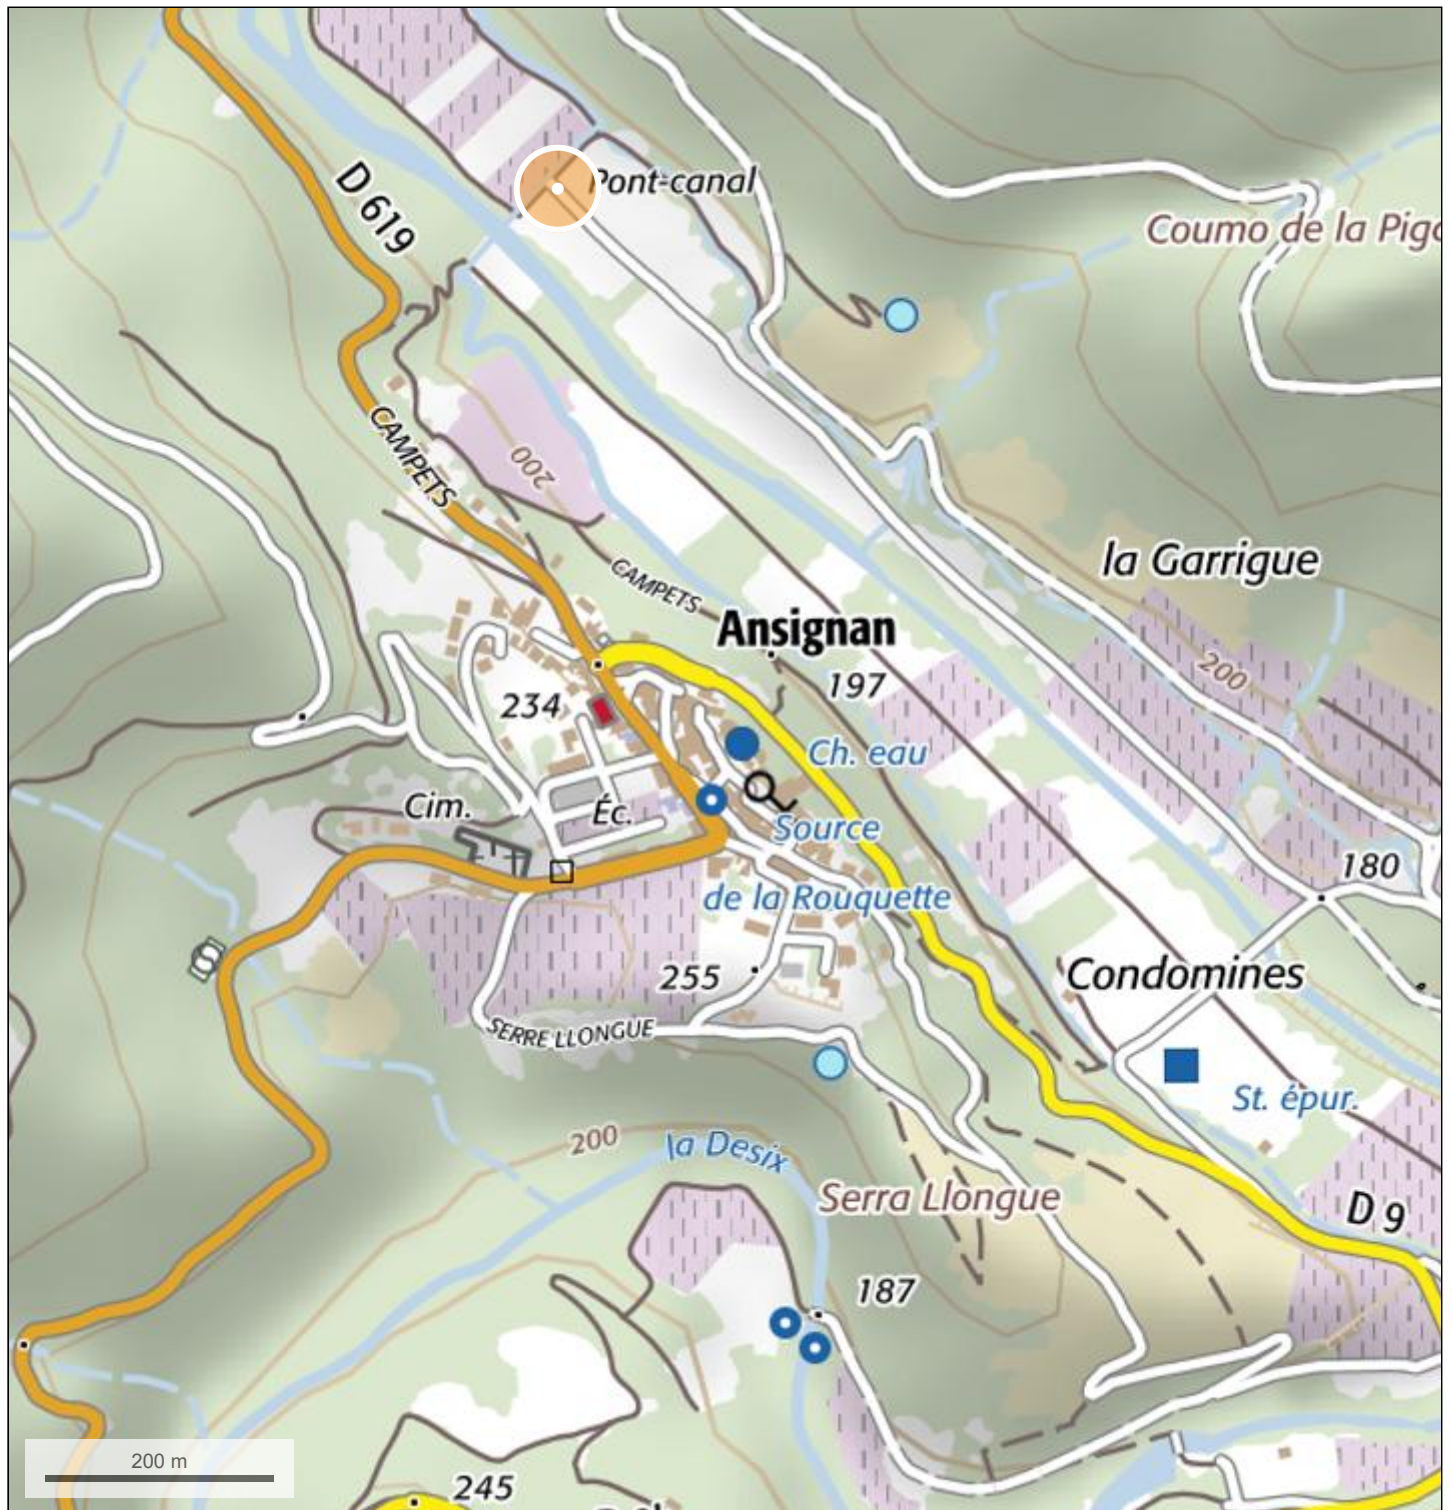 Pont-canal
D 619
Coumo de la Pig
CAMPETS
200
la Garrigue
CAMPETS
Ansignan
197
200
234
Ch. eau
Cim.
Éc.
Source
de la Rouquette
180
255
Condomines
SERRE LLONGUE
St. épur.
200
la Desix
Serra Llongue
D 9
187
200 m
245